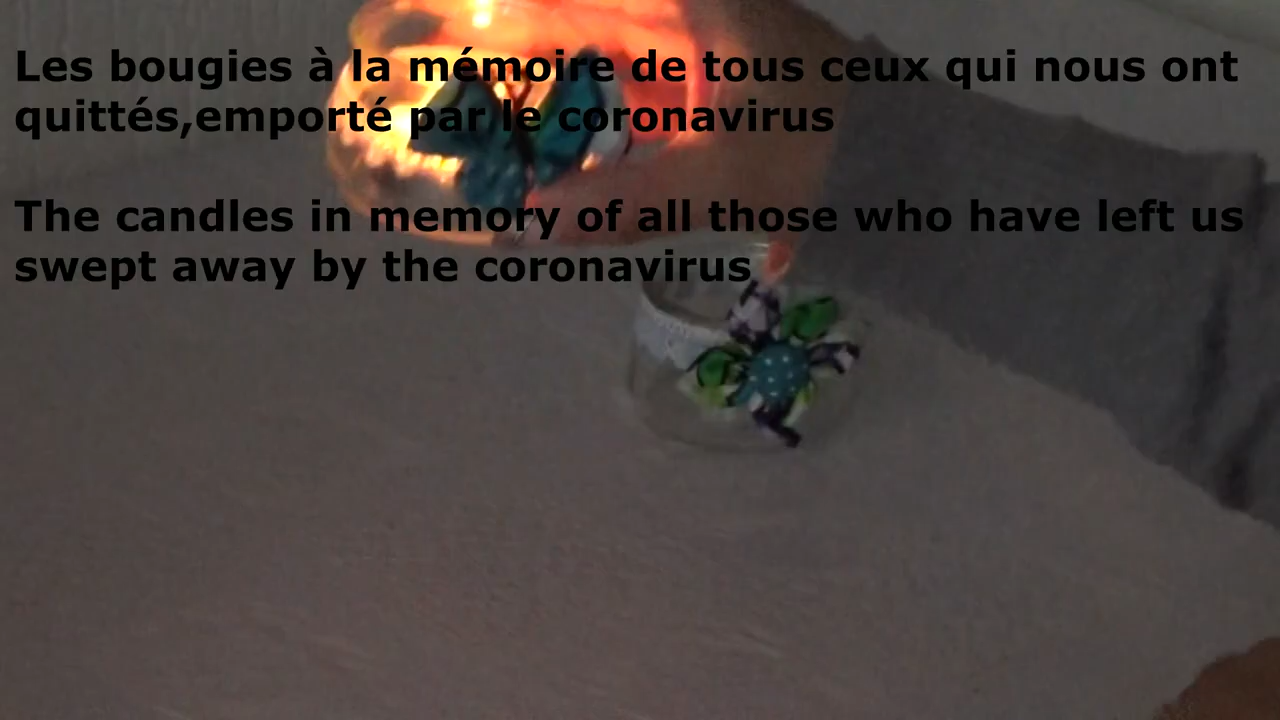 Les bougies à la mémoire de tous ceux qui nous ont
quittés,emporté par le coronavirus
The candles in memory of all those who have left us
swept away by the coronavirus